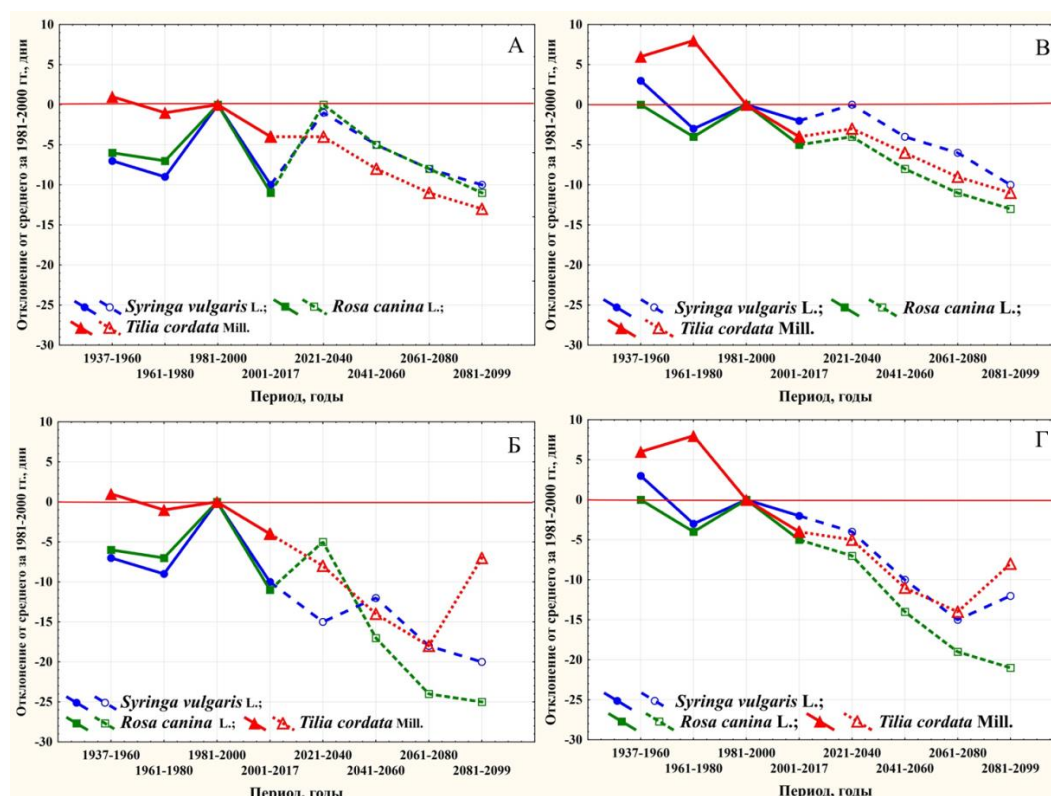 А
Отклонение от среднего за 1981-2000 гг., дни
10
5
0
-5
-10
-15
-20
-25
-30
Syringa vulgaris L.; Rosa canina L.;
Tilia cordata Mill.
1937-1960 1981-2000 2021-2040 2061-2080
1961-1980 2001-2017 2041-2060 2081-2099
Период, годы
В
Отклонение от среднего за 1981-2000 гг., дни
10
5
0
-5
-10
-15
-20
-25
-30
Syringa vulgaris L.; Rosa canina L.;
Tilia cordata Mill.
1937-1960 1981-2000 2021-2040 2061-2080
1961-1980 2001-2017 2041-2060 2081-2099
Период, годы
Б
Отклонение от среднего за 1981-2000 гг., дни
10
5
0
-5
-10
-15
-20
-25
-30
Syringa vulgaris L.;
Rosa canina L.; Tilia cordata Mill.
1937-1960 1981-2000 2021-2040 2061-2080
1961-1980 2001-2017 2041-2060 2081-2099
Период, годы
Г
Отклонение от среднего за 1981-2000 гг., дни
10
5
0
-5
-10
-15
-20
-25
-30
Syringa vulgaris L.;
Rosa canina L.; Tilia cordata Mill.
1937-1960 1981-2000 2021-2040 2061-2080
1961-1980 2001-2017 2041-2060 2081-2099
Период, годы